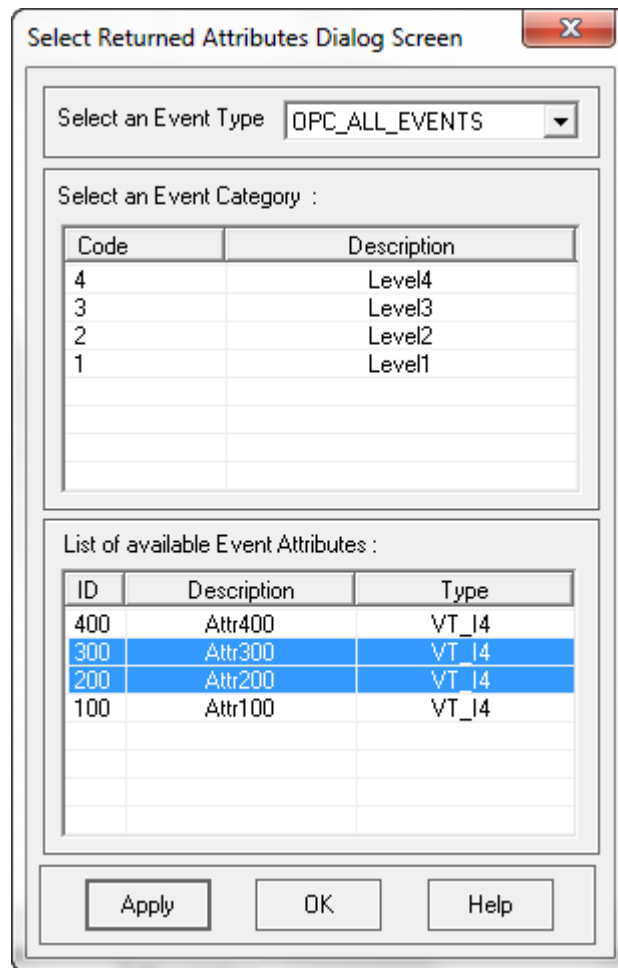 Select Returned Attributes Dialog Screen
Select an Event Type OPC_ALL_EVENTS
Select an Event Category :
Code Description
4 Level4
3 Level3
2 Level2
1 Level1
List of available Event Attributes :
ID Description Type
400 Attr400 VT_I4
300 Attr300 VT_I4
200 Attr200 VT_I4
100 Attr100 VT_I4
Apply OK Help